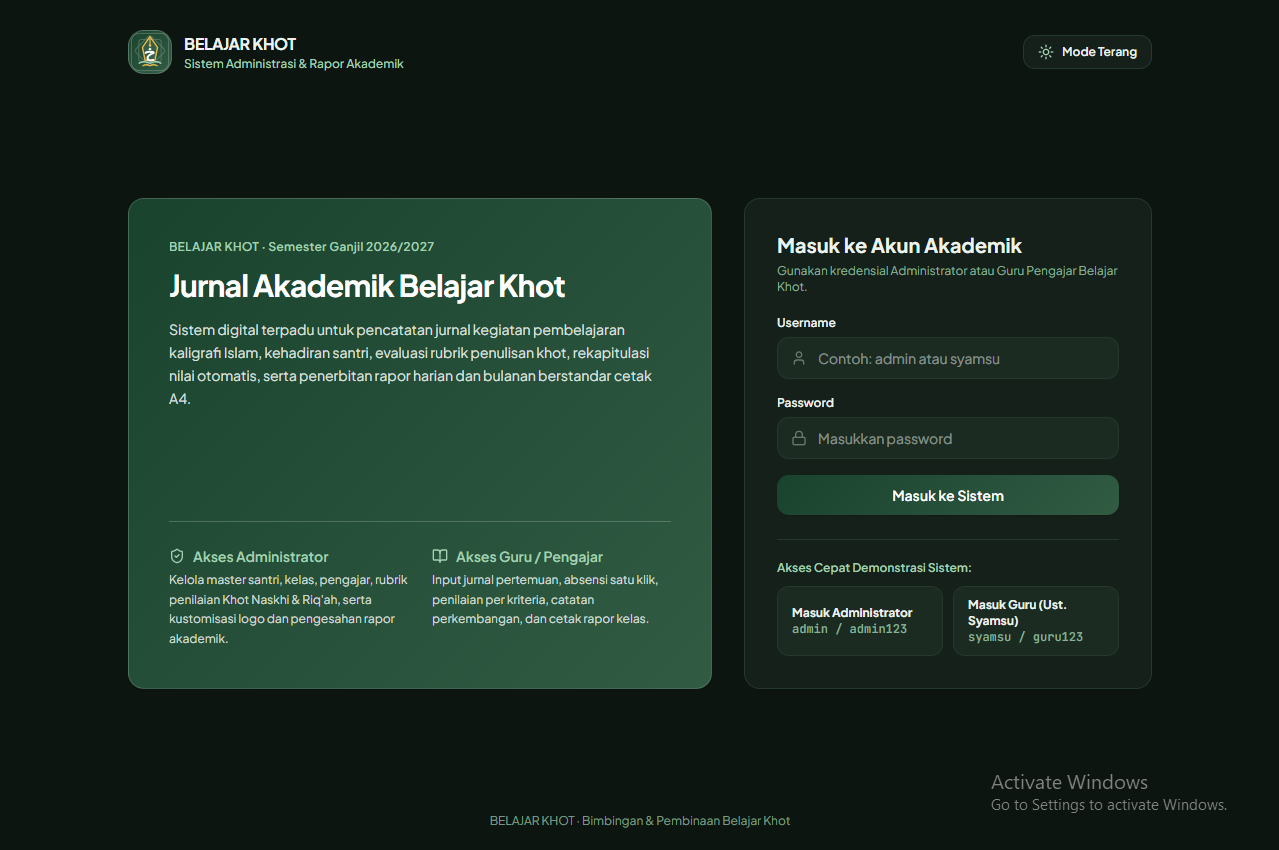 BELAJAR KHOT
Sistem Administrasi & Rapor Akademik
Mode Terang
BELAJAR KHOT · Semester Ganjil 2026/2027
Jurnal Akademik Belajar Khot
Sistem digital terpadu untuk pencatatan jurnal kegiatan pembelajaran
kaligrafi Islam, kehadiran santri, evaluasi rubrik penulisan khot, rekapitulasi
nilai otomatis, serta penerbitan rapor harian dan bulanan berstandar cetak
A4.
Akses Administrator
Kelola master santri, kelas, pengajar, rubrik
penilaian Khot Naskhi & Riq'ah, serta
kustomisasi logo dan pengesahan rapor
akademik.
Akses Guru / Pengajar
Input jurnal pertemuan, absensi satu klik,
penilaian per kriteria, catatan
perkembangan, dan cetak rapor kelas.
Masuk ke Akun Akademik
Gunakan kredensial Administrator atau Guru Pengajar Belajar
Khot.
Username
Contoh: admin atau syamsu
Password
Masukkan password
Masuk ke Sistem
Akses Cepat Demonstrasi Sistem:
Masuk Administrator
admin / admin123
Masuk Guru (Ust.
Syamsu)
syamsu / guru123
Activate Windows
Go to Settings to activate Windows.
BELAJAR KHOT · Bimbingan & Pembinaan Belajar Khot